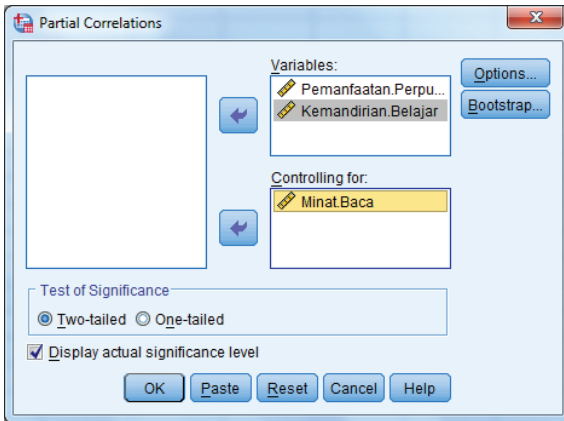 Partial Correlations
Variables:
Pemanfaatan.Perpu...
Kemandirian.Belajar
Options...
Bootstrap...
Controlling for:
Minat.Baca
Test of Significance
Two-tailed One-tailed
Display actual significance level
OK Paste Reset Cancel Help